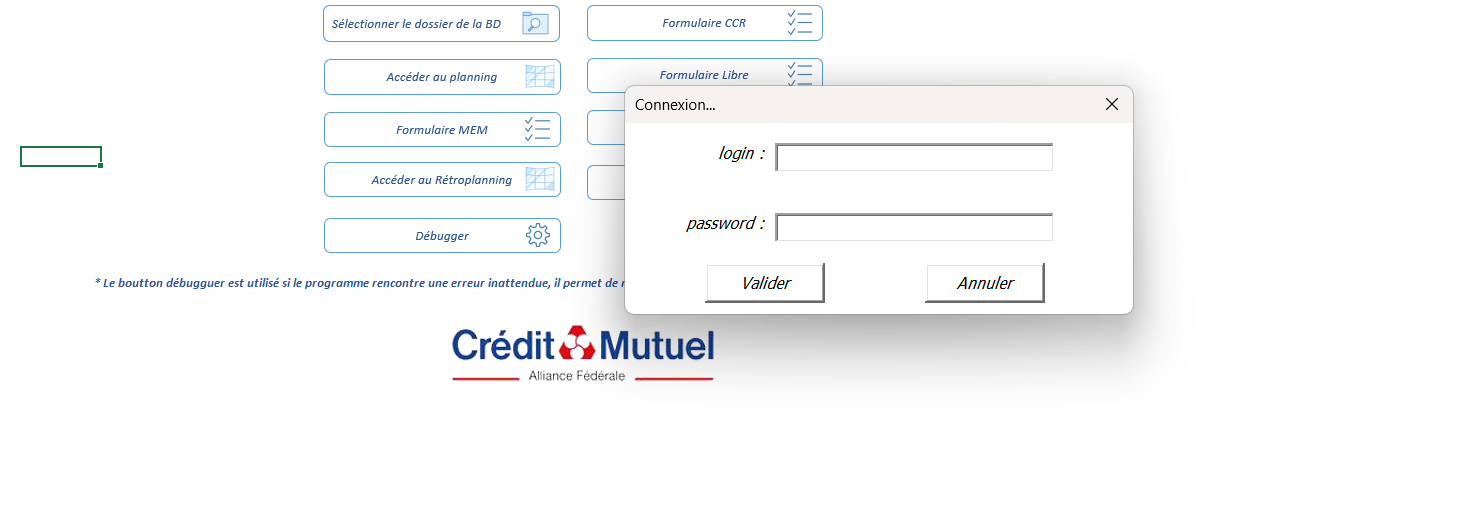 Sélectionner le dossier de la BD
Formulaire CCR
Accéder au planning
Formulaire Libre
Connexion...
Formulaire MEM
login :
Accéder au Rétroplanning
password :
Débugger
Valider
Annuler
* Le boutton débugguer est utilisé si le programme rencontre une erreur inattendue, il permet de
Crédit Mutuel
Alliance Fédérale